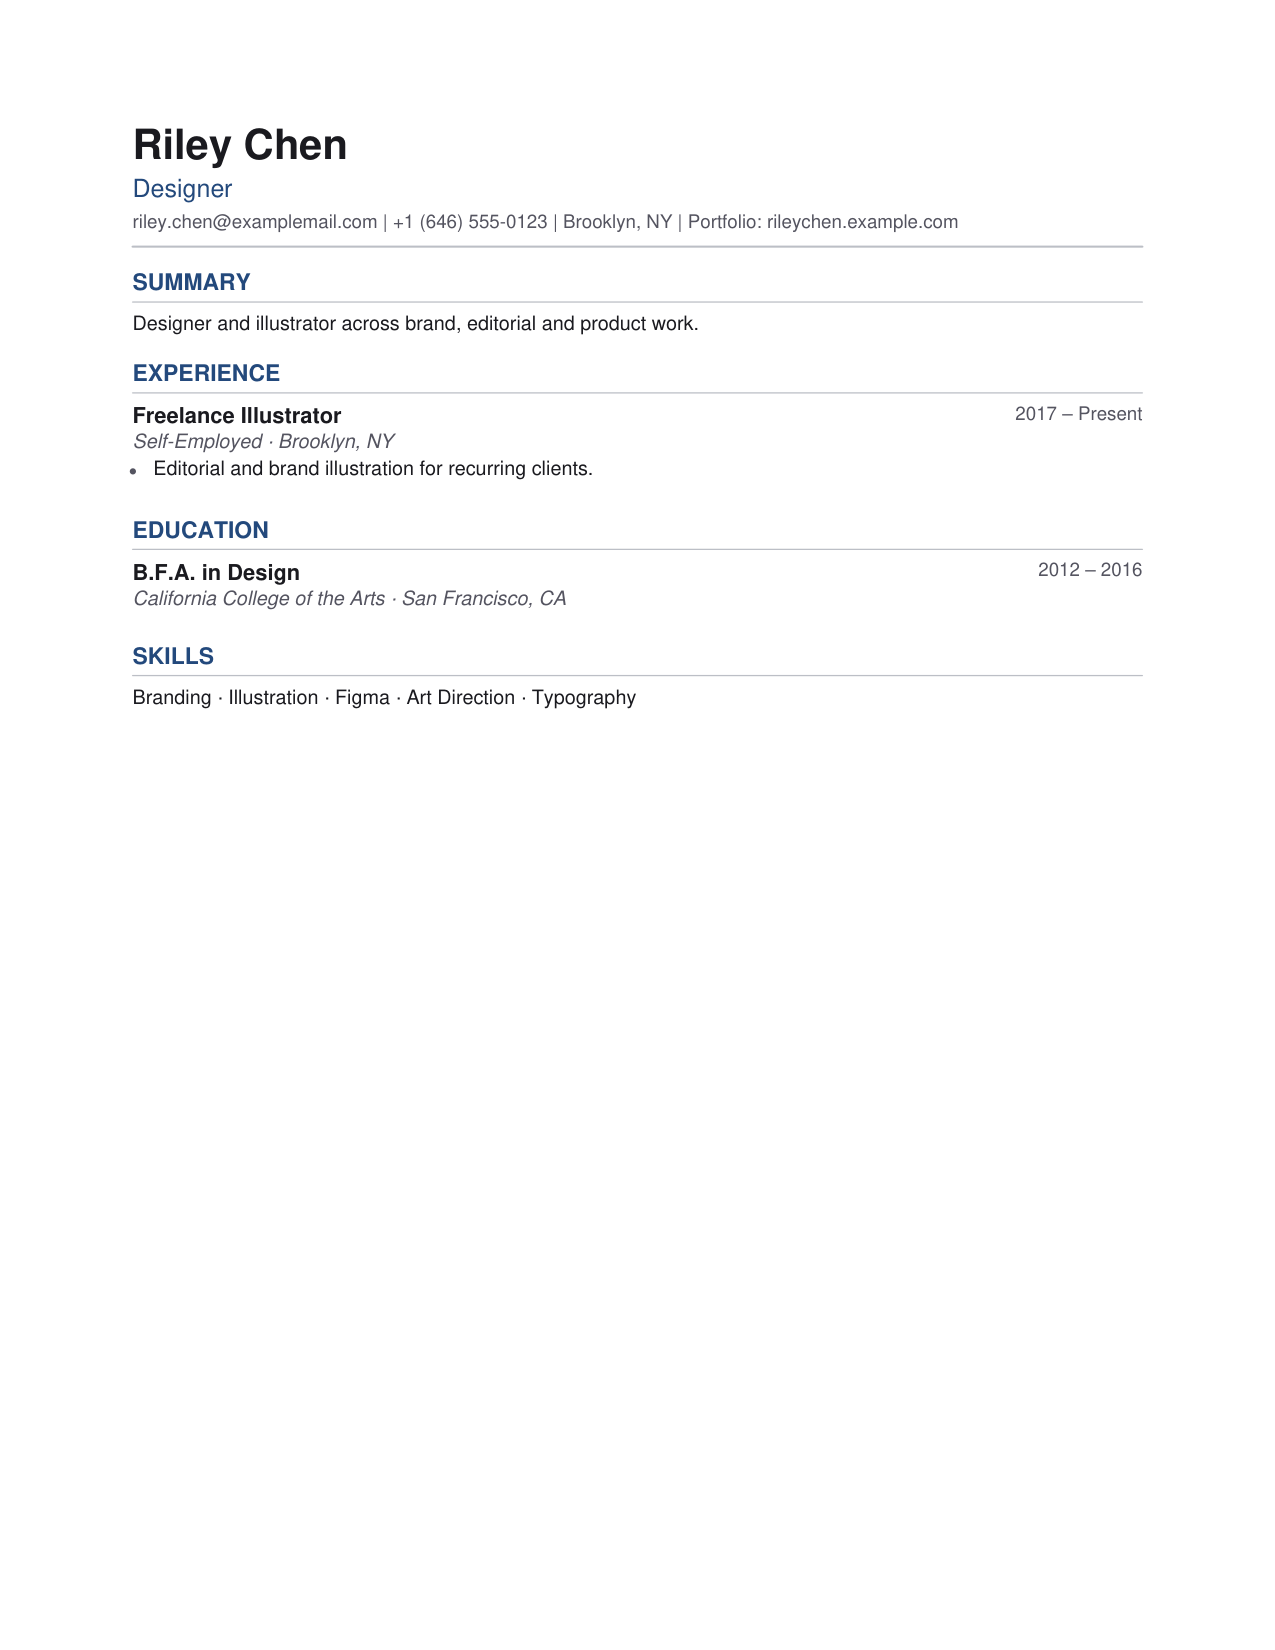 Riley Chen
Designer
riley.chen@examplemail.com | +1 (646) 555-0123 | Brooklyn, NY | Portfolio: rileychen.example.com
SUMMARY
Designer and illustrator across brand, editorial and product work.
EXPERIENCE
Freelance Illustrator 2017 – Present
Self-Employed · Brooklyn, NY
• Editorial and brand illustration for recurring clients.
EDUCATION
B.F.A. in Design 2012 – 2016
California College of the Arts · San Francisco, CA
SKILLS
Branding · Illustration · Figma · Art Direction · Typography